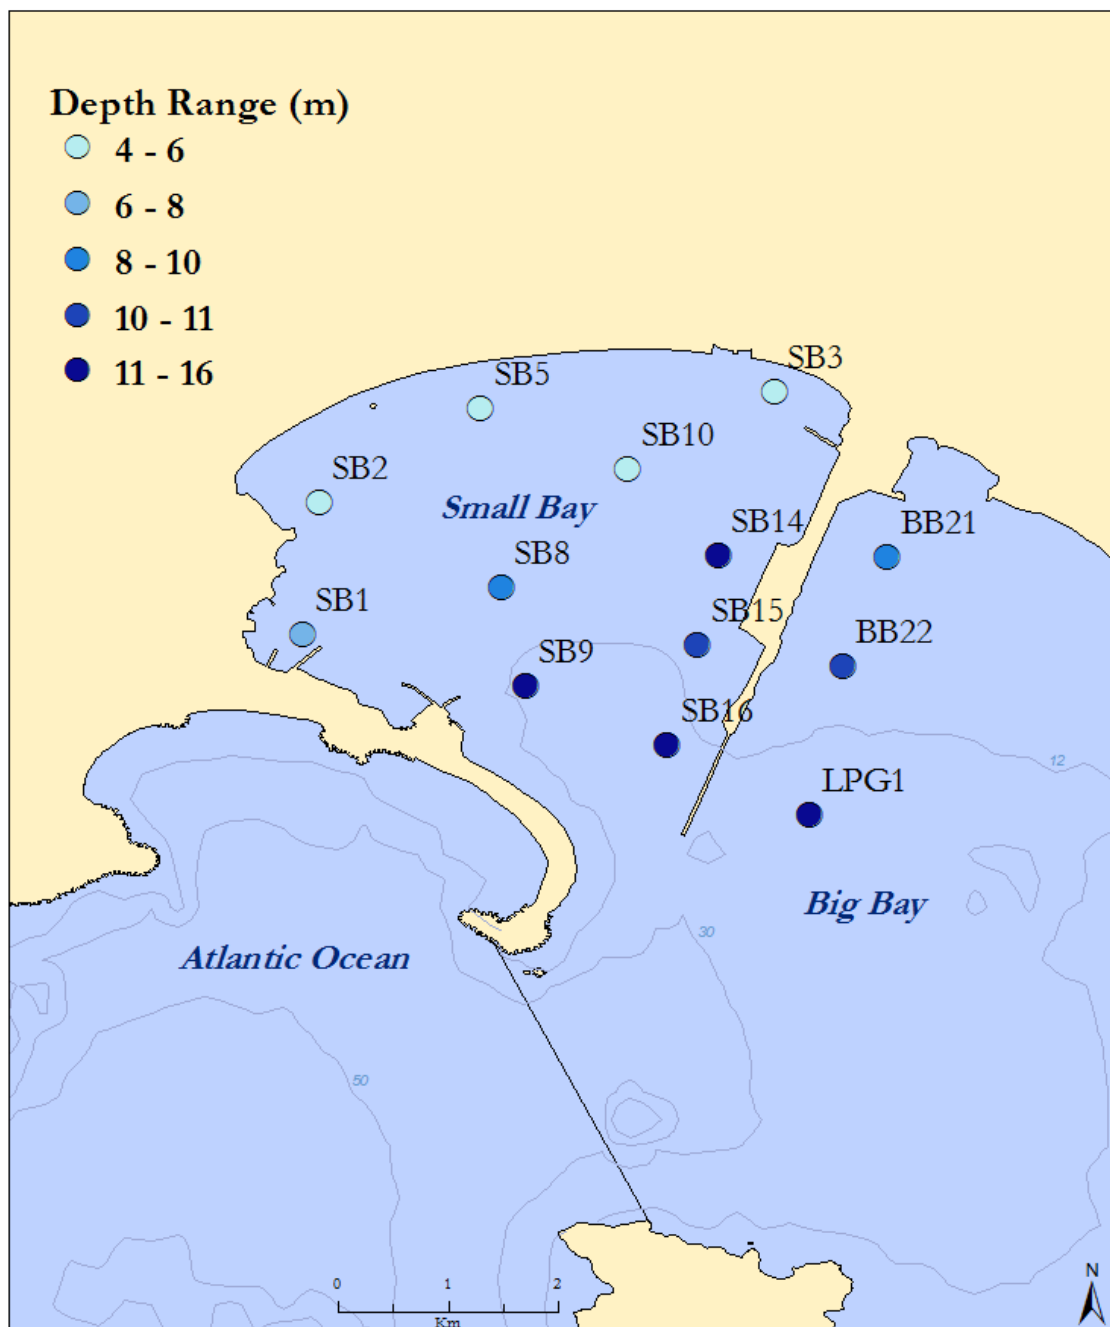 Depth Range (m)
4 - 6
6 - 8
8 - 10
10 - 11
11 - 16
SB3
SB5
SB10
SB2
Small Bay
SB14
BB21
SB8
SB1
SB15
BB22
SB9
SB16
12
LPG1
Big Bay
30
Atlantic Ocean
50
0 1 2
Km
N